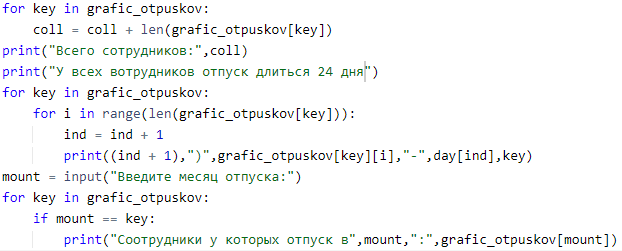 for key in grafic_otpuskov:
    coll = coll + len(grafic_otpuskov[key])
print("Всего сотрудников:",coll)
print("У всех вотрудников отпуск длиться 24 дня")
for key in grafic_otpuskov:
    for i in range(len(grafic_otpuskov[key])):
        ind = ind + 1
        print((ind + 1),")",grafic_otpuskov[key][i],"-",day[ind],key)
mount = input("Введите месяц отпуска:")
for key in grafic_otpuskov:
    if mount == key:
        print("Соотрудники у которых отпуск в",mount,":",grafic_otpuskov[mount])